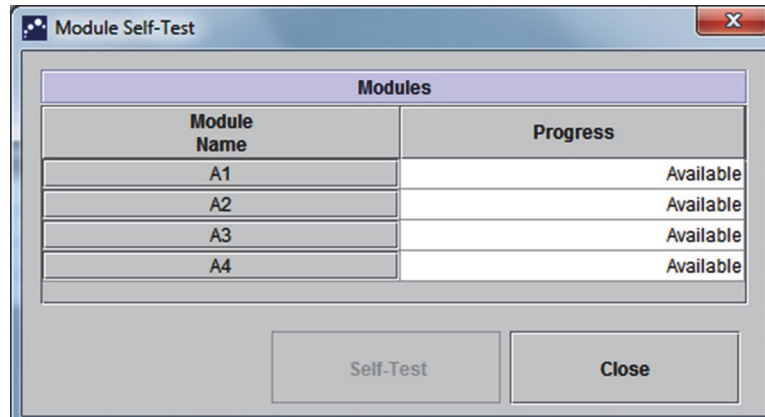 Module Self-Test
Modules
Module
Name
Progress
A1 Available
A2 Available
A3 Available
A4 Available
Self-Test Close